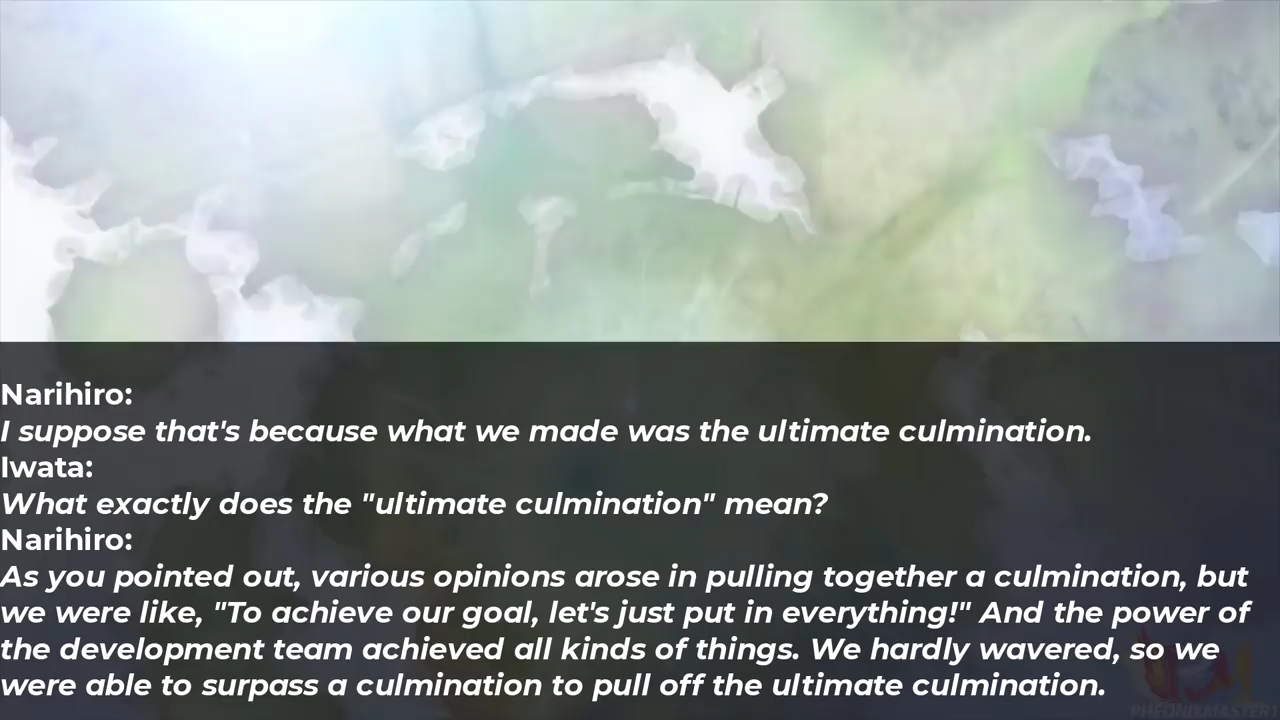 Narihiro:
I suppose that's because what we made was the ultimate culmination.
Iwata:
What exactly does the "ultimate culmination" mean?
Narihiro:
As you pointed out, various opinions arose in pulling together a culmination, but
we were like, "To achieve our goal, let's just put in everything!" And the power of
the development team achieved all kinds of things. We hardly wavered, so we
were able to surpass a culmination to pull off the ultimate culmination.